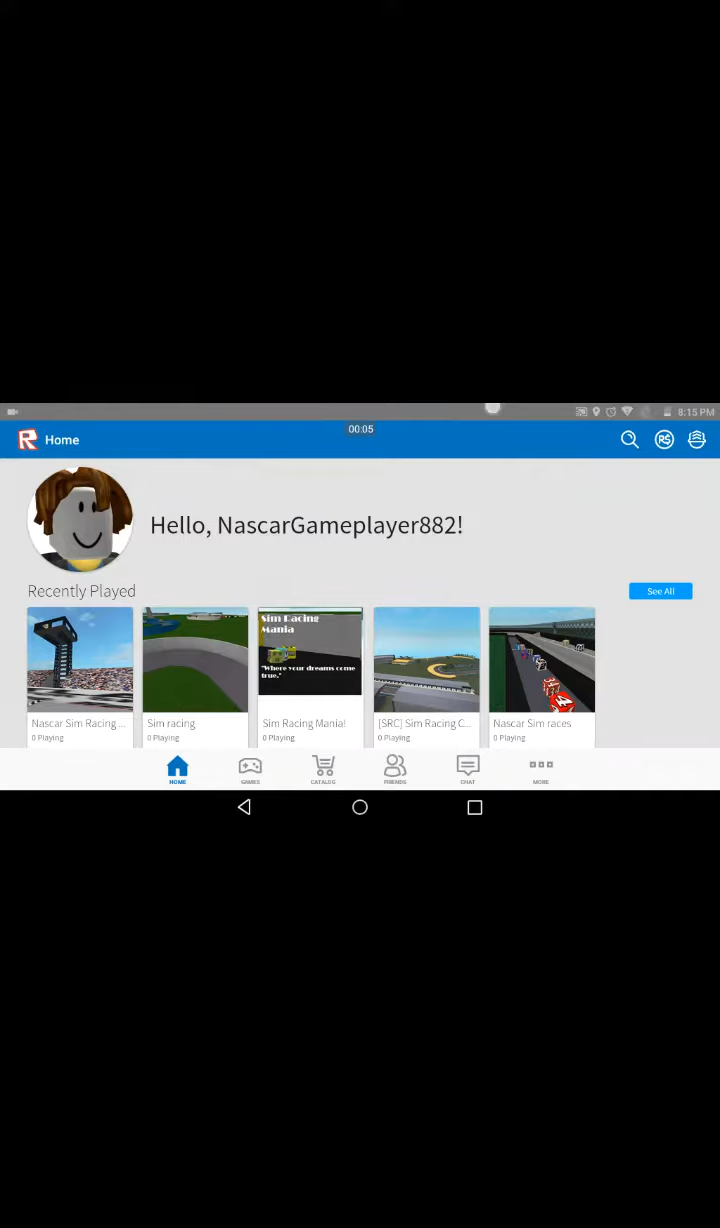 8:15 PM
00:05
R Home R$
Hello, NascarGameplayer882!
Recently Played
See All
Sim Racing
Mania
"Where your dreams come
true."
4
Nascar Sim Racing ...
Sim racing
Sim Racing Mania!
[SRC] Sim Racing C...
Nascar Sim races
0 Playing
0 Playing
0 Playing
0 Playing
0 Playing
HOME
GAMES
CATALOG
FRIENDS
CHAT
MORE